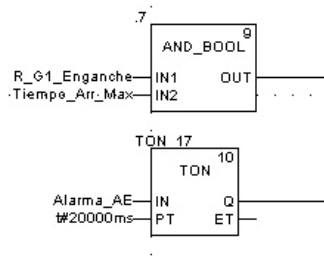 .7
9
AND_BOOL
R_G1_Enganche IN1 OUT
Tiempo_Arr_Max IN2
TON_17
10
TON
Alarma_AE IN Q
t#20000ms PT ET